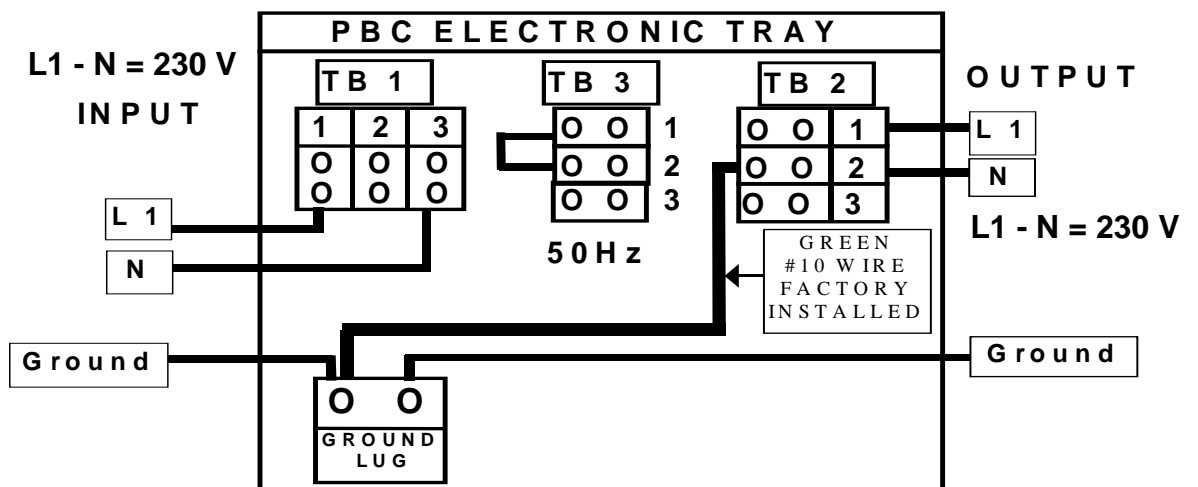 PBC ELECTRONIC TRAY
L1 - N = 230 V
INPUT
TB 1
1 2 3
O O O
O O O
L 1
N
TB 3
O O 1
O O 2
O O 3
50Hz
TB 2
O O 1
O O 2
O O 3
OUTPUT
L 1
N
L1 - N = 230 V
GREEN
#10 WIRE
FACTORY
INSTALLED
Ground
Ground
O O
GROUND
LUG